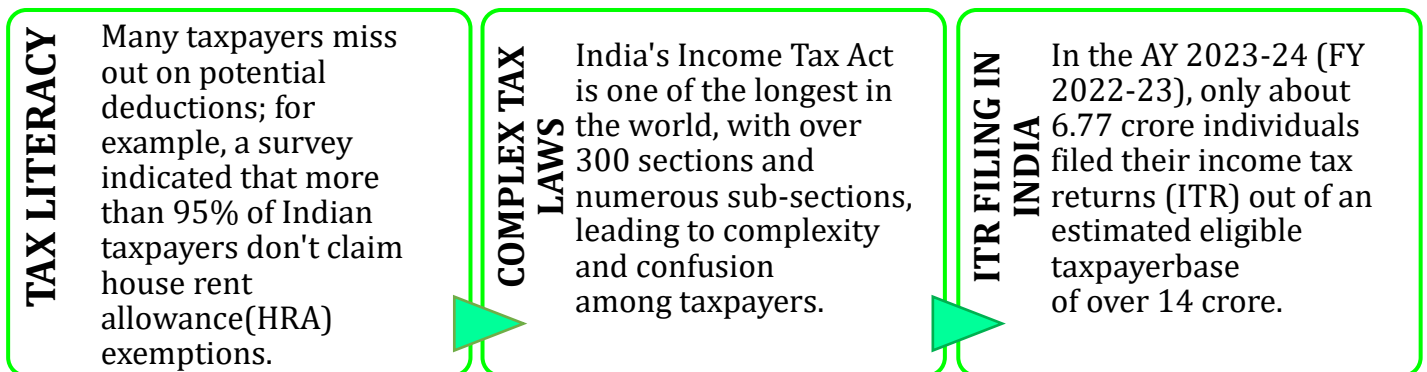 TAX LITERACY
Many taxpayers miss
out on potential
deductions; for
example, a survey
indicated that more
than 95% of Indian
taxpayers don't claim
house rent
allowance(HRA)
exemptions.
COMPLEX TAX
LAWS
India's Income Tax Act
is one of the longest in
the world, with over
300 sections and
numerous sub-sections,
leading to complexity
and confusion
among taxpayers.
ITR FILING IN
INDIA
In the AY 2023-24 (FY
2022-23), only about
6.77 crore individuals
filed their income tax
returns (ITR) out of an
estimated eligible
taxpayerbase
of over 14 crore.